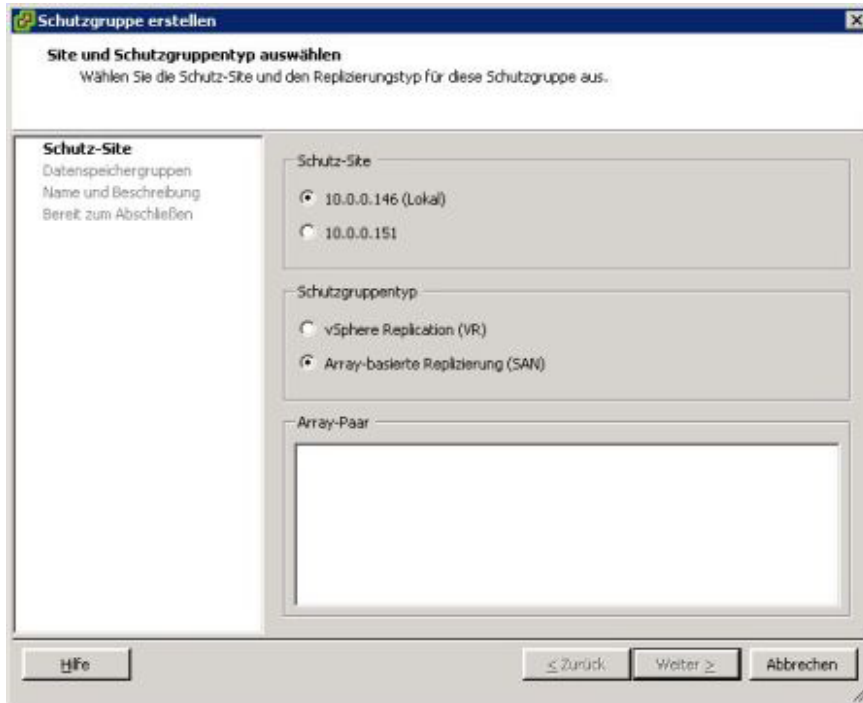 Schutzgruppe erstellen
Site und Schutzgruppentyp auswählen
Wählen Sie die Schutz-Site und den Replizierungstyp für diese Schutzgruppe aus.
Schutz-Site
Datenspeichergruppen
Name und Beschreibung
Bereit zum Abschließen
Schutz-Site
10.0.0.146 (Lokal)
10.0.0.151
Schutzgruppentyp
vSphere Replication (VR)
Array-basierte Replizierung (SAN)
Array-Paar
Hilfe
< Zurück
Weiter >
Abbrechen